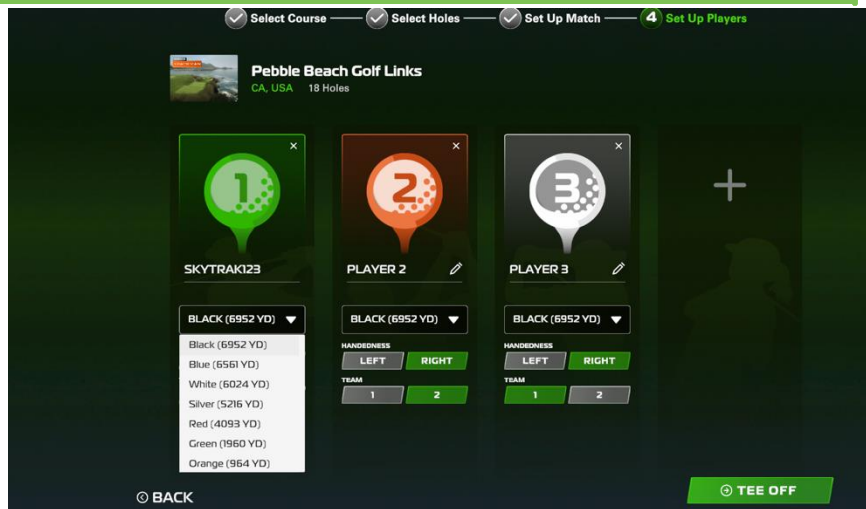 Select Course Select Holes Set Up Match 4 Set Up Players
Pebble Beach Golf Links
CA, USA 18 Holes
1 2 3
SKYTRAK123 PLAYER 2 PLAYER 3
BLACK (6952 YD) BLACK (6952 YD) BLACK (6952 YD)
Black (6952 YD)
Blue (6561 YD)
White (6024 YD)
Silver (5216 YD)
Red (4093 YD)
Green (1960 YD)
Orange (964 YD)
HANDEDNESS HANDEDNESS
LEFT RIGHT LEFT RIGHT
TEAM TEAM
1 2 1 2
BACK TEE OFF